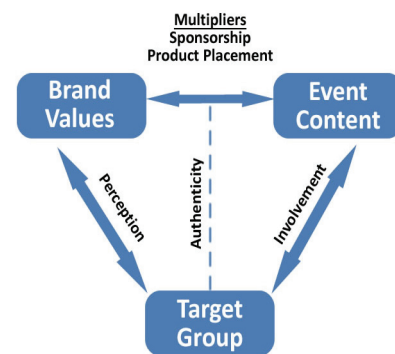 Multipliers
Sponsorship
Product Placement
Brand
Values
Event
Content
Perception
Authenticity
Involvement
Target
Group